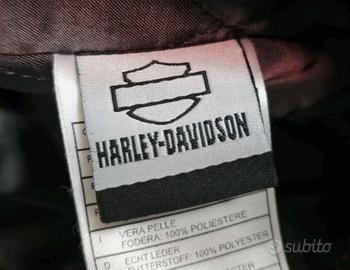 HARLEY-DAVIDSON
I VERA PELLE
FODERA: 100% POLIESTERE
D ECHT LEDER
FUTTERSTOFF: 100% POLYESTER
subito